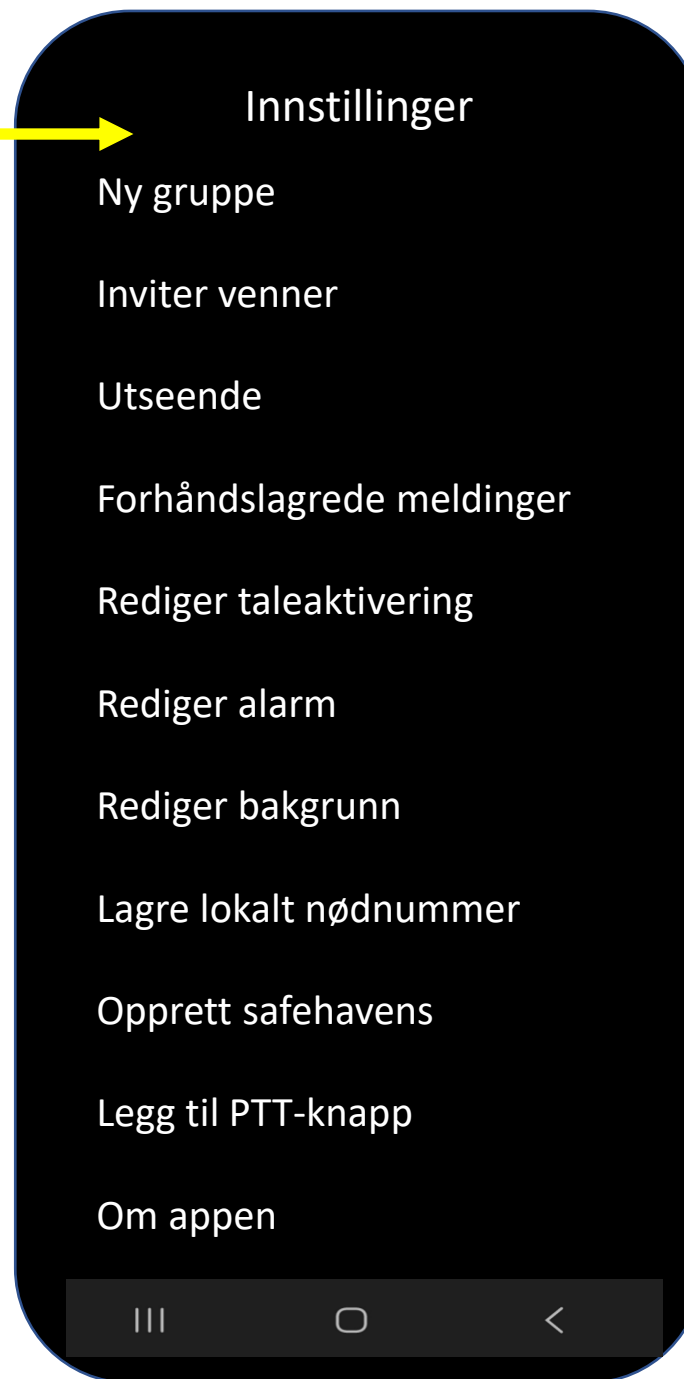 Innstillinger
Ny gruppe
Inviter venner
Utseende
Forhåndslagrede meldinger
Rediger taleaktivering
Rediger alarm
Rediger bakgrunn
Lagre lokalt nødnummer
Opprett safehavens
Legg til PTT-knapp
Om appen